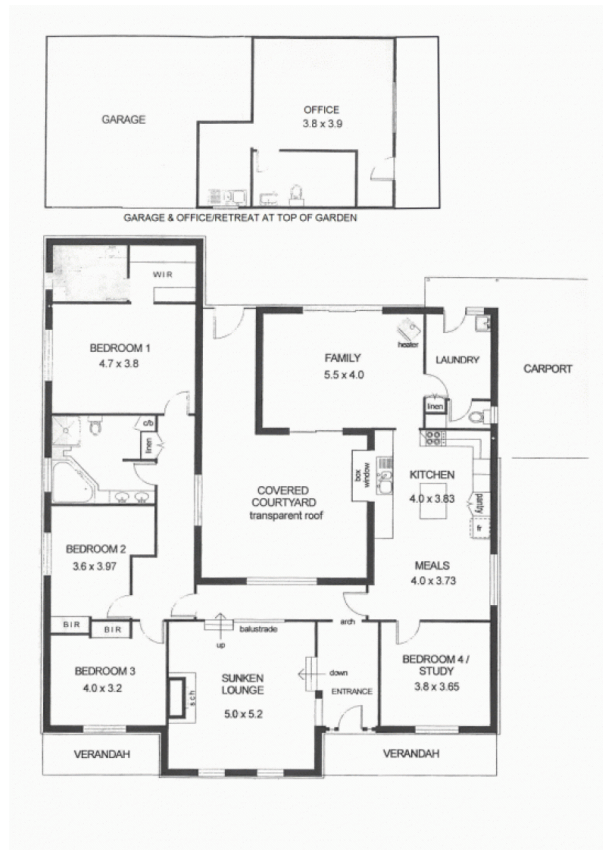 GARAGE
OFFICE
3.8 x 3.9
GARAGE & OFFICE/RETREAT AT TOP OF GARDEN
WIR
BEDROOM 1
4.7 x 3.8
FAMILY
5.5 x 4.0
heater
LAUNDRY
CARPORT
linen
c/b
linen
KITCHEN
4.0 x 3.83
box
window
pantry
COVERED
COURTYARD
transparent roof
BEDROOM 2
3.6 x 3.97
MEALS
4.0 x 3.73
BIR
BIR
balustrade
up
arch
BEDROOM 3
4.0 x 3.2
SUNKEN
LOUNGE
5.0 x 5.2
down
ENTRANCE
BEDROOM 4 /
STUDY
3.8 x 3.65
VERANDAH
VERANDAH